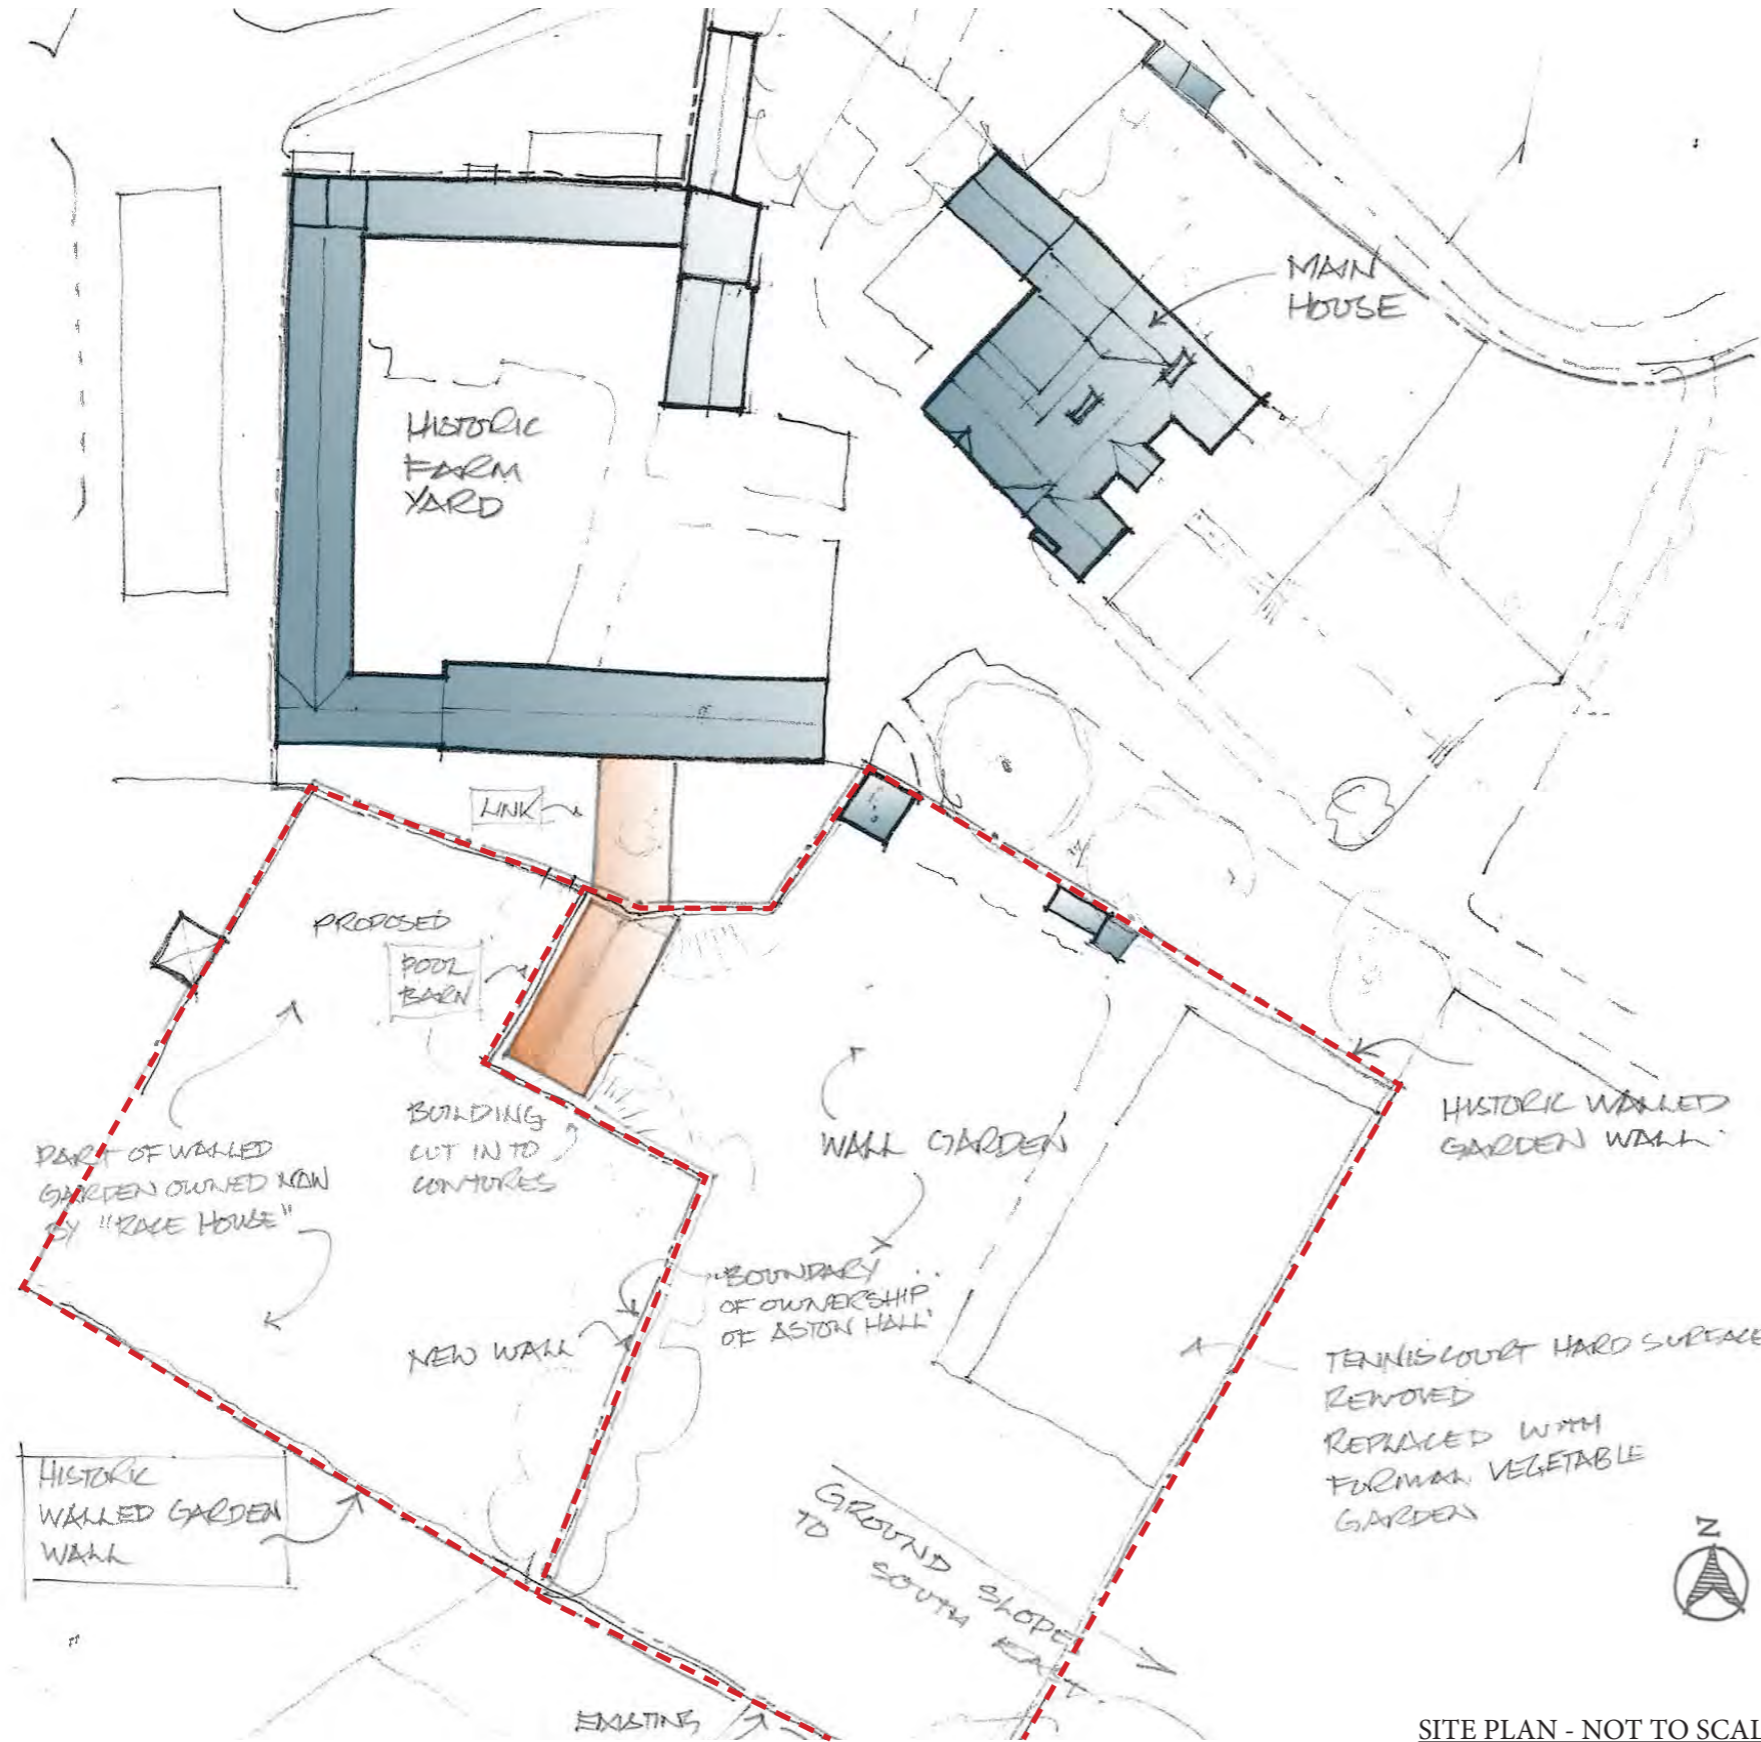 MAIN
HOUSE
HISTORIC
FARM
YARD
LINK
PROPOSED
POOL
BARN
BUILDING
CUT IN TO
CONTURES
PART OF WALLED
GARDEN OWNED NOW
BY "RACE HOUSE"
WALL GARDEN
HISTORIC WALLED
GARDEN WALL.
BOUNDARY
OF OWNERSHIP
OF ASTON HALL
NEW WALL
TENNIS COURT HARD SURFACE
REMOVED
REPLACED WITH
FORMAL VEGETABLE
GARDEN
HISTORIC
WALLED GARDEN
WALL
GROUND SLOPE
TO SOUTH EAST
N
EXISTING
SITE PLAN - NOT TO SCAL